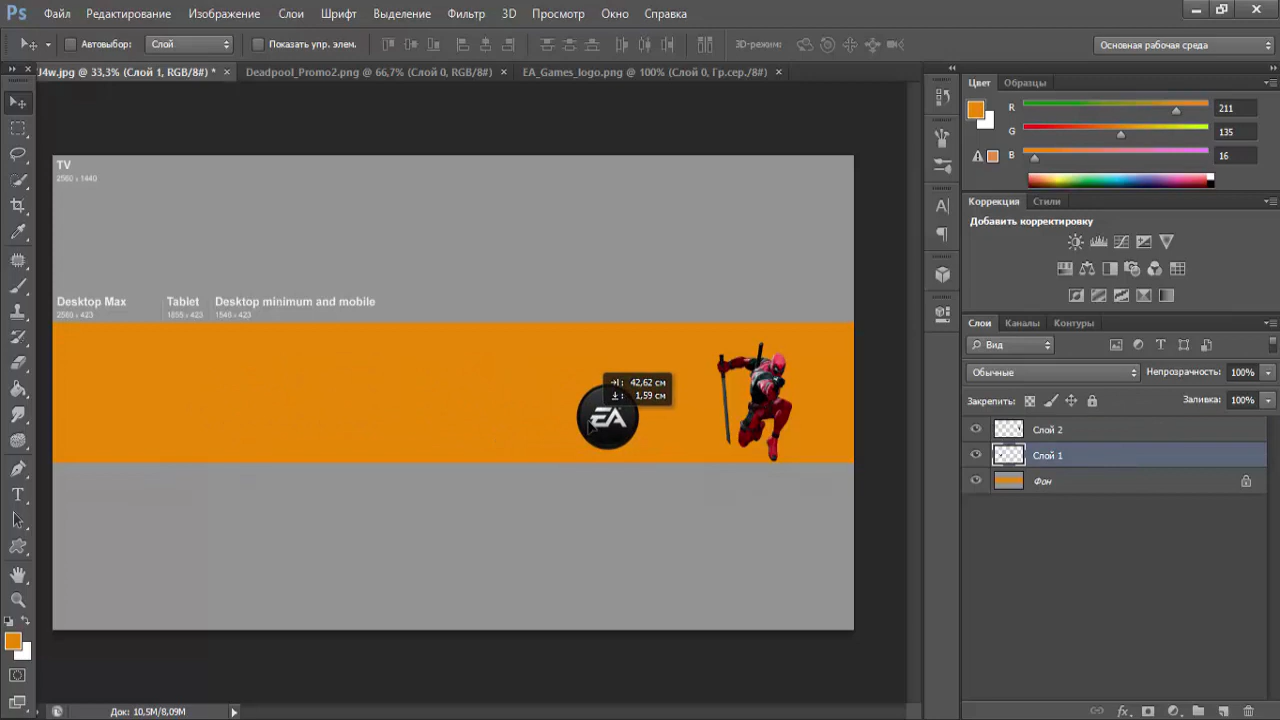 Ps Файл Редактирование Изображение Слои Шрифт Выделение Фильтр 3D Просмотр Окно Справка
Автовыбор: Слой Показать упр. элем. 3D-режим: Основная рабочая среда
J4w.jpg @ 33,3% (Слой 1, RGB/8#) * × Deadpool_Promo2.png @ 66,7% (Слой 0, RGB/8#) × EA_Games_logo.png @ 100% (Слой 0, Гр.сер./8#) ×
Цвет Образцы
R 211
G 135
B 16
TV
2560 x 1440
Коррекция Стили
Добавить корректировку
Desktop Max Tablet Desktop minimum and mobile
2560 x 423 1855 x 423 1546 x 423
Слои Каналы Контуры
Вид
Обычные Непрозрачность: 100%
Закрепить: Заливка: 100%
42,62 см
1,59 см
EA
Слой 2
Слой 1
Фон
T
Док: 10,5M/8,09M
fx